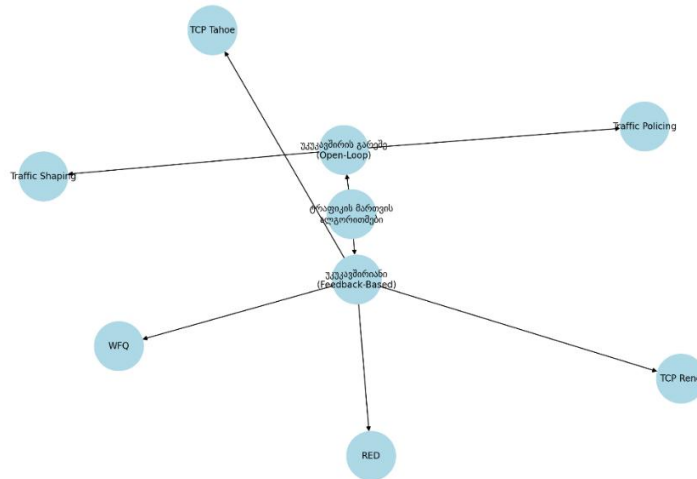 TCP Tahoe
Traffic Policing
უკუკავშირის გარეშე
(Open-Loop)
Traffic Shaping
ტრაფიკის მართვის
ალგორითმები
უკუკავშირიანი
(Feedback-Based)
WFQ
TCP Reno
RED